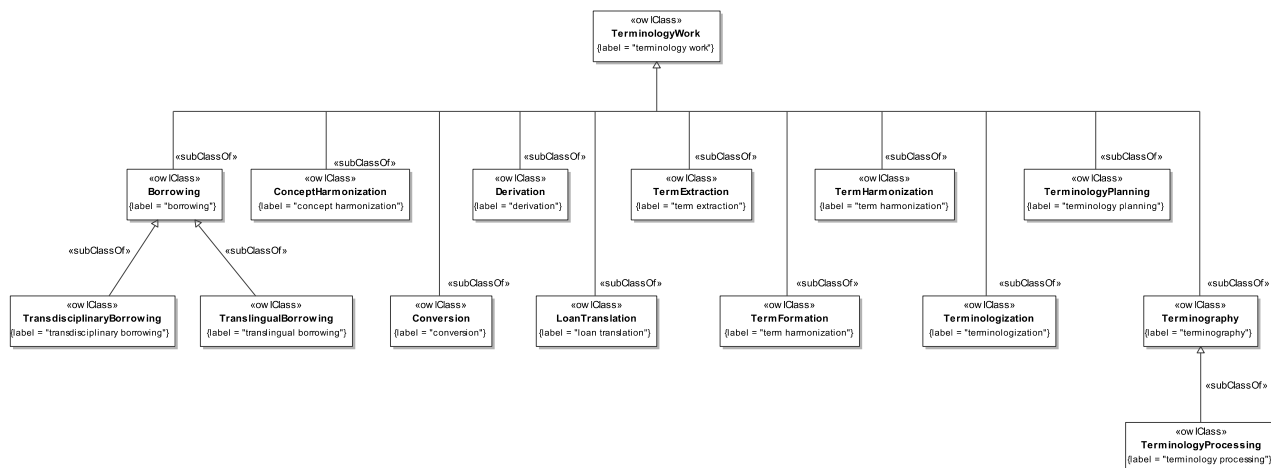 «owlClass»
TerminologyWork
{label = "terminology work"}
«subClassOf»
«subClassOf»
«subClassOf»
«subClassOf»
«subClassOf»
«subClassOf»
«owlClass»
Borrowing
{label = "borrowing"}
«owlClass»
ConceptHarmonization
{label = "concept harmonization"}
«owlClass»
Derivation
{label = "derivation"}
«owlClass»
TermExtraction
{label = "term extraction"}
«owlClass»
TermHarmonization
{label = "term harmonization"}
«owlClass»
TerminologyPlanning
{label = "terminology planning"}
«subClassOf»
«subClassOf»
«subClassOf»
«subClassOf»
«subClassOf»
«subClassOf»
«subClassOf»
«owlClass»
TransdisciplinaryBorrowing
{label = "transdisciplinary borrowing"}
«owlClass»
TranslingualBorrowing
{label = "translingual borrowing"}
«owlClass»
Conversion
{label = "conversion"}
«owlClass»
LoanTranslation
{label = "loan translation"}
«owlClass»
TermFormation
{label = "term harmonization"}
«owlClass»
Terminologization
{label = "terminologization"}
«owlClass»
Terminography
{label = "terminography"}
«subClassOf»
«owlClass»
TerminologyProcessing
{label = "terminology processing"}